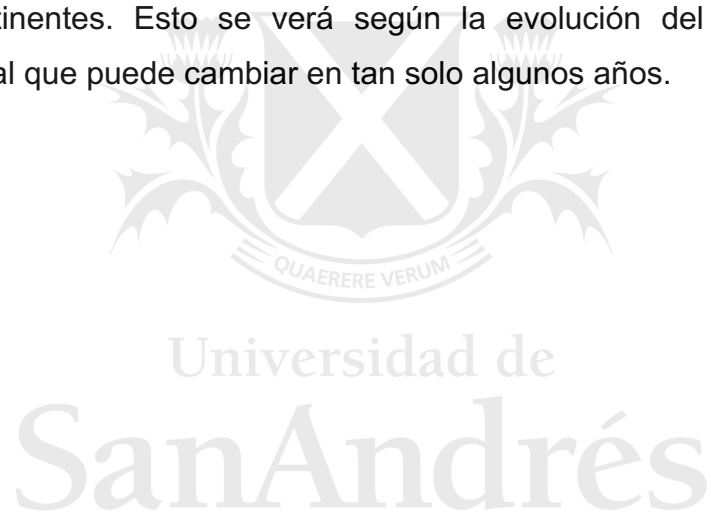 tinentes. Esto se verá según la evolución del
al que puede cambiar en tan solo algunos años.
QUAERERE VERUM
Universidad de
SanAndrés